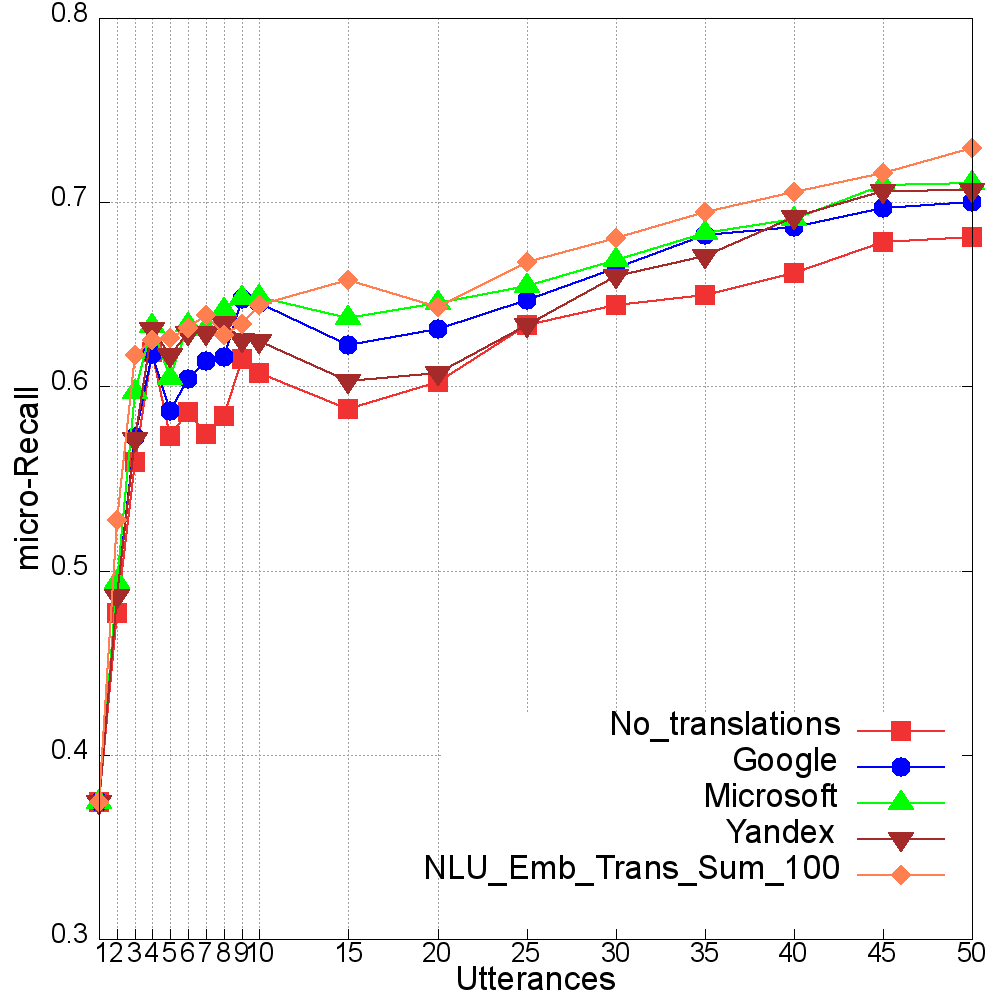 0.8
0.7
0.6
0.5
0.4
0.3
micro-Recall
No_translations
Google
Microsoft
Yandex
NLU_Emb_Trans_Sum_100
1 2 3 4 5 6 7 8 9 10 15 20 25 30 35 40 45 50
Utterances